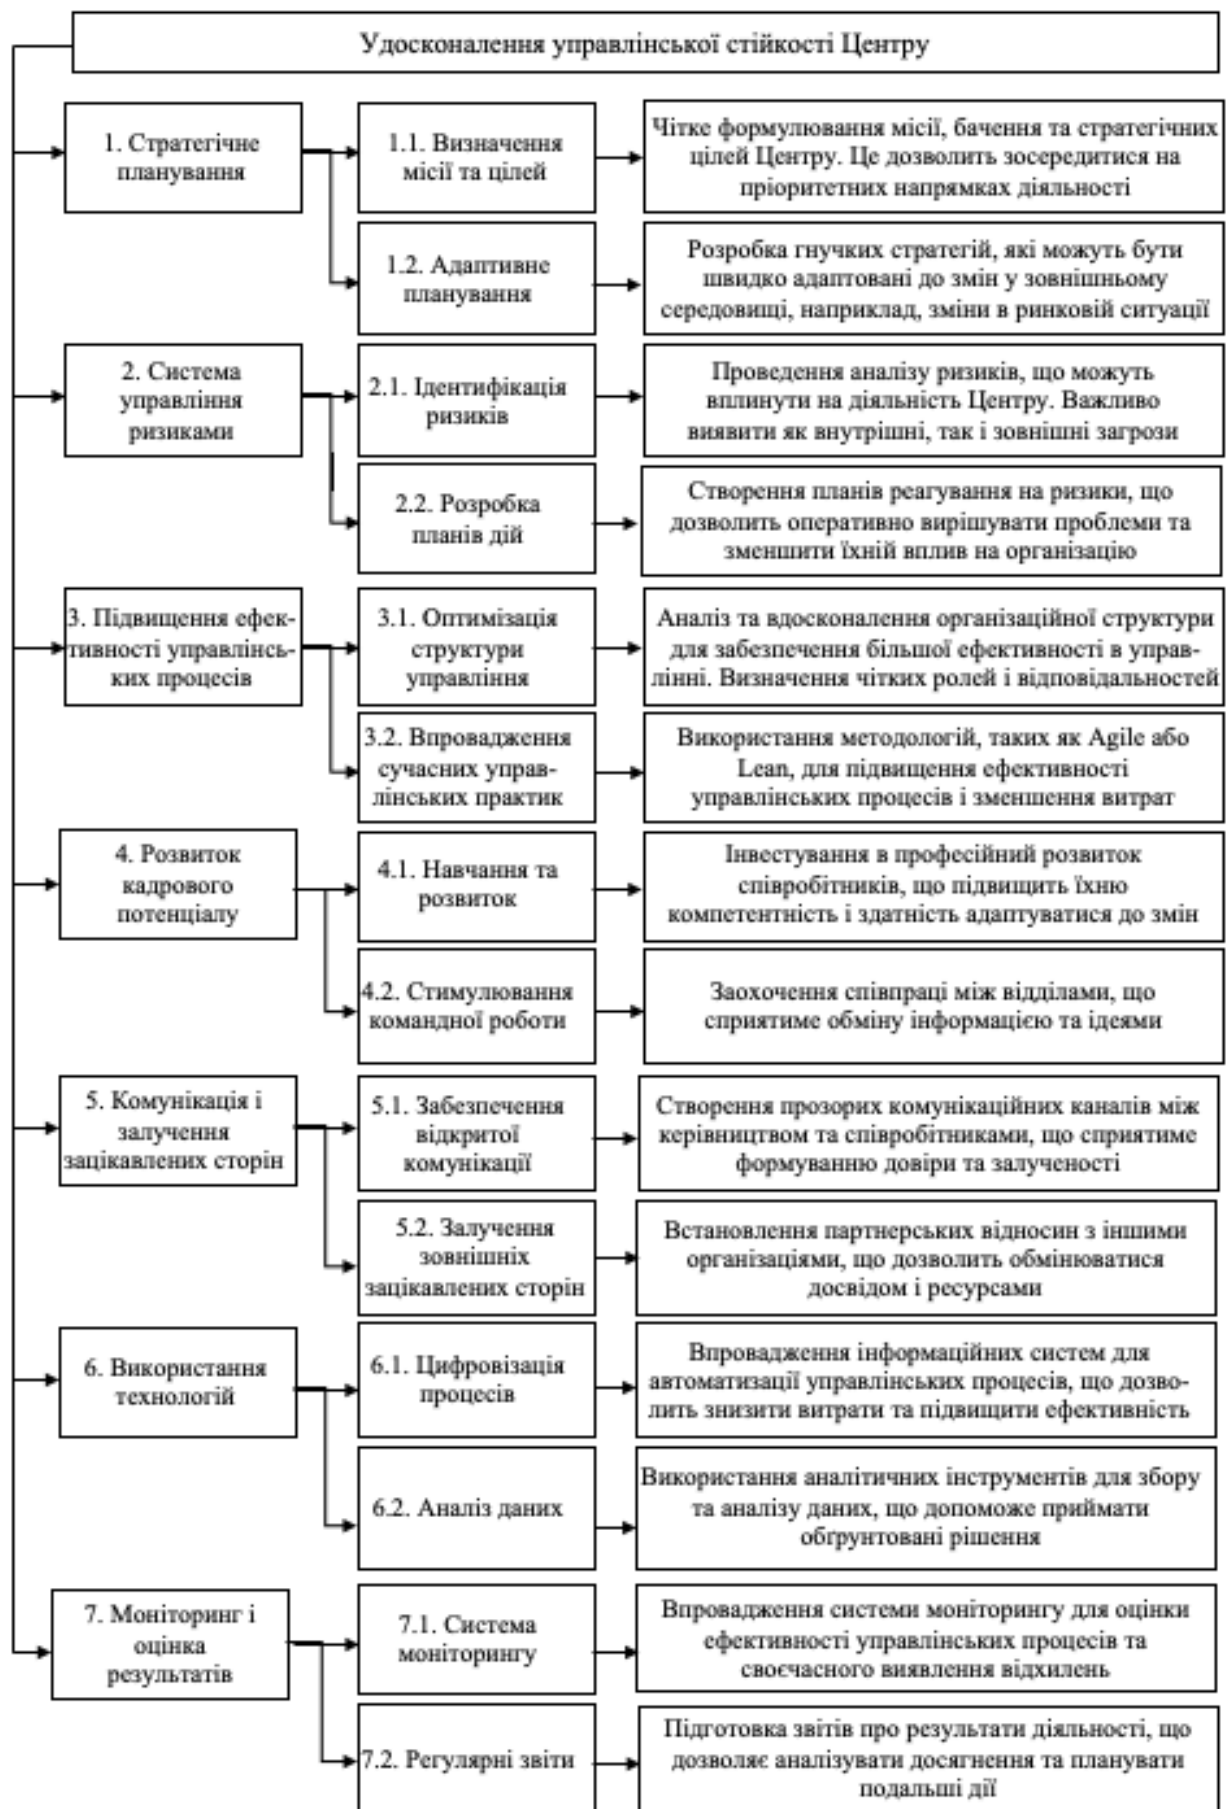 Удосконалення управлінської стійкості Центру
1. Стратегічне
планування
1.1. Визначення
місії та цілей
Чітке формулювання місії, бачення та стратегічних
цілей Центру. Це дозволить зосередитися на
пріоритетних напрямках діяльності
1.2. Адаптивне
планування
Розробка гнучких стратегій, які можуть бути
швидко адаптовані до змін у зовнішньому
середовищі, наприклад, зміни в ринковій ситуації
2. Система
управління
ризиками
2.1. Ідентифікація
ризиків
Проведення аналізу ризиків, що можуть
вплинути на діяльність Центру. Важливо
виявити як внутрішні, так і зовнішні загрози
2.2. Розробка
планів дій
Створення планів реагування на ризики, що
дозволить оперативно вирішувати проблеми та
зменшити їхній вплив на організацію
3. Підвищення ефек-
тивності управлінсь-
ких процесів
3.1. Оптимізація
структури
управління
Аналіз та вдосконалення організаційної структури
для забезпечення більшої ефективності в управ-
лінні. Визначення чітких ролей і відповідальностей
3.2. Впровадження
сучасних управ-
лінських практик
Використання методологій, таких як Agile або
Lean, для підвищення ефективності
управлінських процесів і зменшення витрат
4. Розвиток
кадрового
потенціалу
4.1. Навчання та
розвиток
Інвестування в професійний розвиток
співробітників, що підвищить їхню
компетентність і здатність адаптуватися до змін
4.2. Стимулювання
командної роботи
Заохочення співпраці між відділами, що
сприятиме обміну інформацією та ідеями
5. Комунікація і
залучення
зацікавлених сторін
5.1. Забезпечення
відкритої
комунікації
Створення прозорих комунікаційних каналів між
керівництвом та співробітниками, що сприятиме
формуванню довіри та залученості
5.2. Залучення
зовнішніх
зацікавлених сторін
Встановлення партнерських відносин з іншими
організаціями, що дозволить обмінюватися
досвідом і ресурсами
6. Використання
технологій
6.1. Цифровізація
процесів
Впровадження інформаційних систем для
автоматизації управлінських процесів, що дозво-
лить знизити витрати та підвищити ефективність
6.2. Аналіз даних
Використання аналітичних інструментів для збору
та аналізу даних, що допоможе приймати
обґрунтовані рішення
7. Моніторинг і
оцінка
результатів
7.1. Система
моніторингу
Впровадження системи моніторингу для оцінки
ефективності управлінських процесів та
своєчасного виявлення відхилень
7.2. Регулярні звіти
Підготовка звітів про результати діяльності, що
дозволяє аналізувати досягнення та планувати
подальші дії